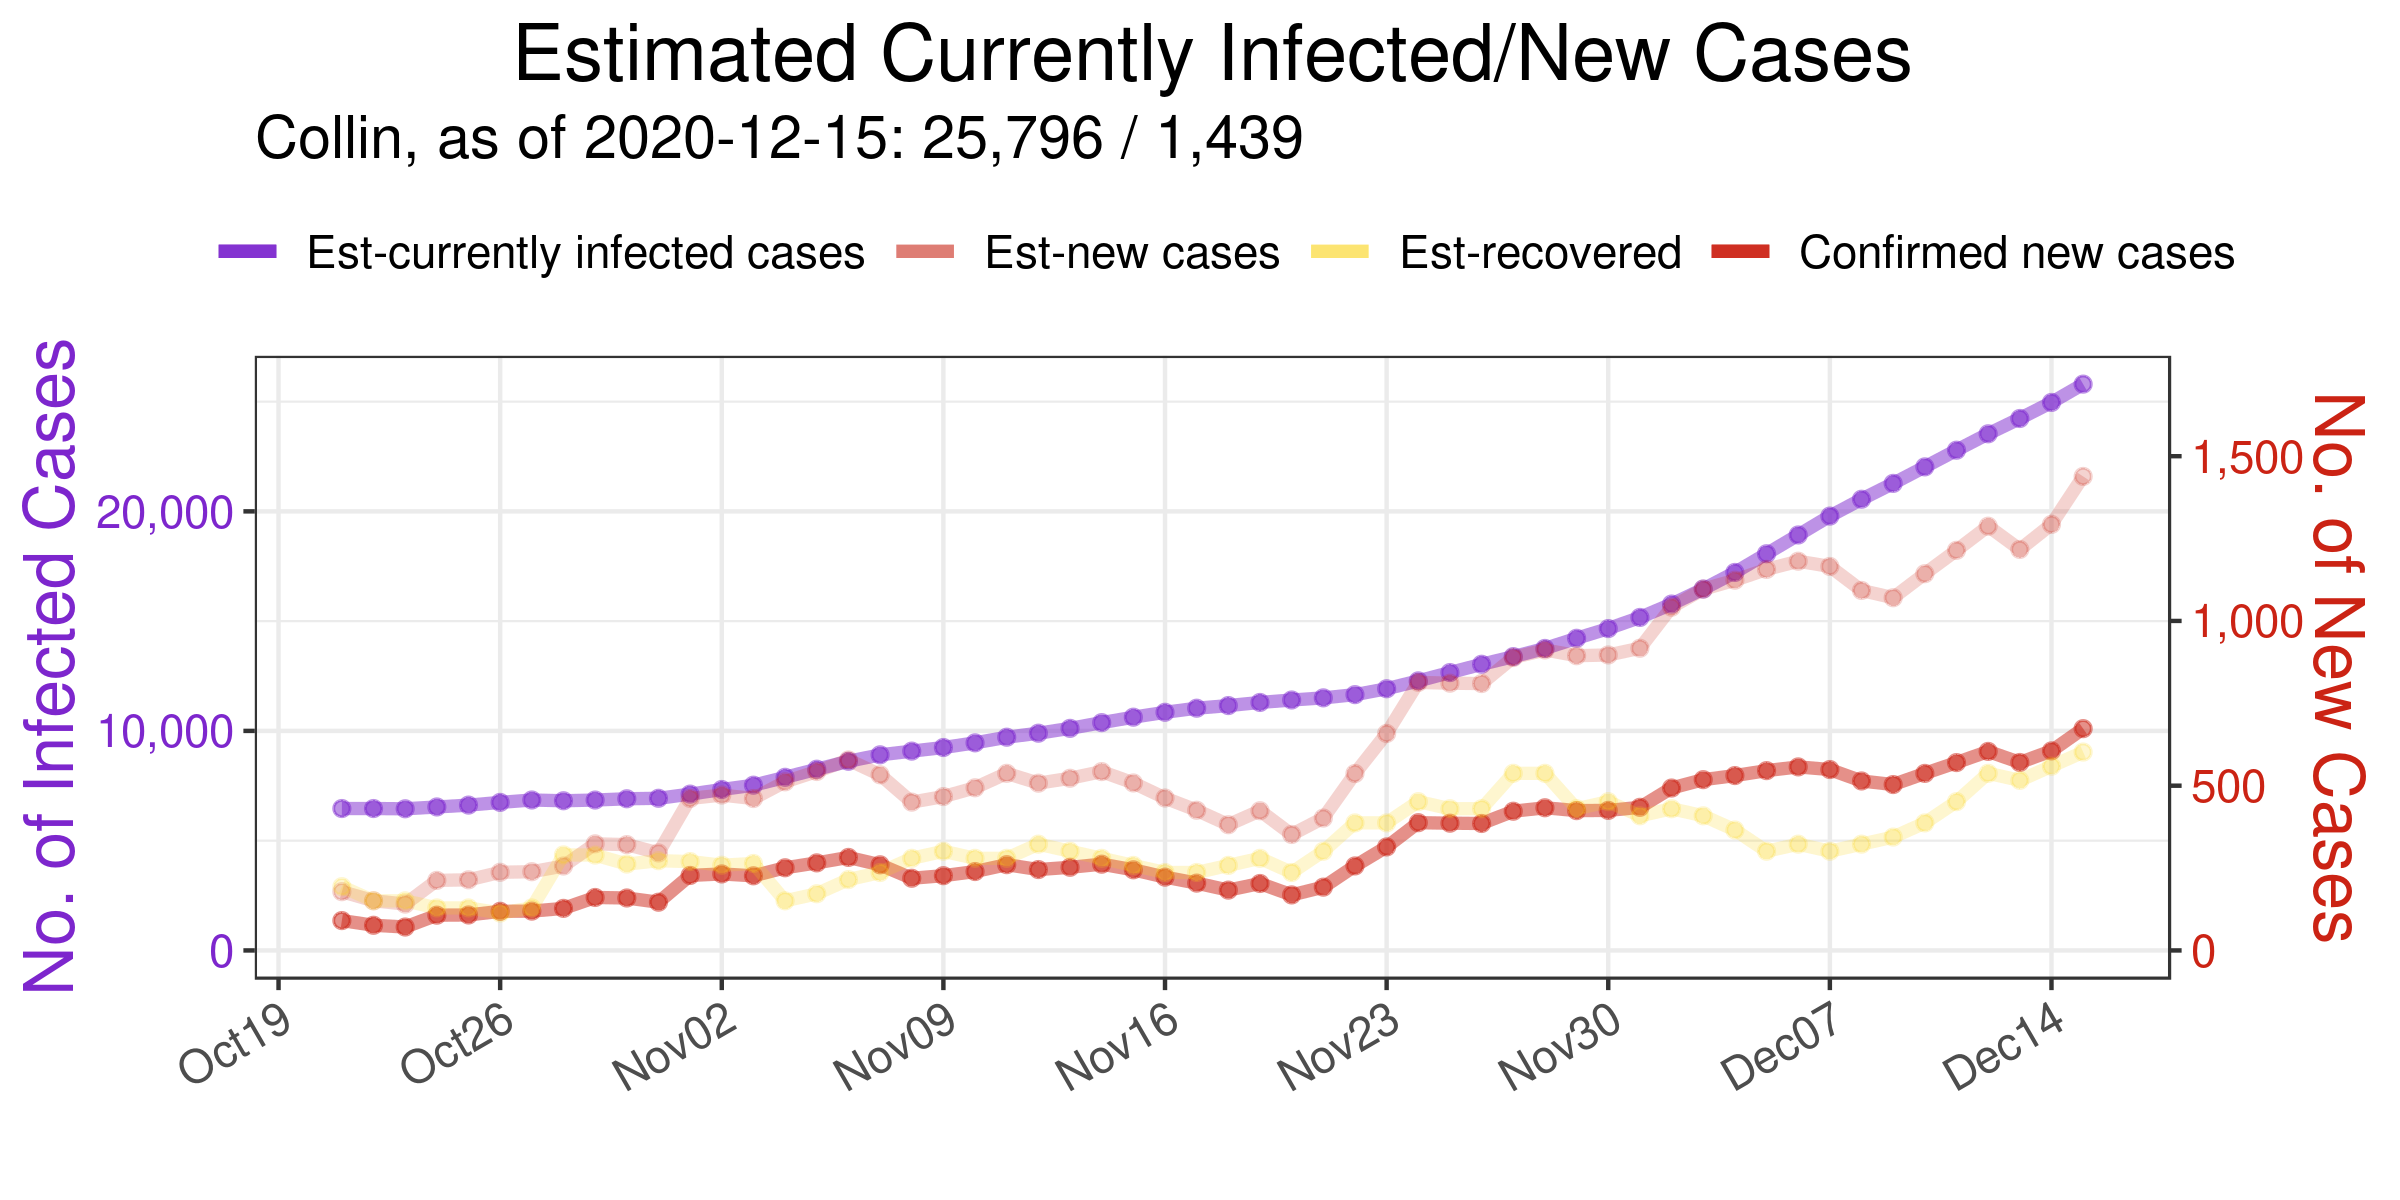 Estimated Currently Infected/New Cases
Collin, as of 2020-12-15: 25,796 / 1,439
Est-currently infected cases Est-new cases Est-recovered Confirmed new cases
No. of Infected Cases
20,000
10,000
0
1,500
1,000
500
0
No. of New Cases
Oct19 Oct26 Nov02 Nov09 Nov16 Nov23 Nov30 Dec07 Dec14